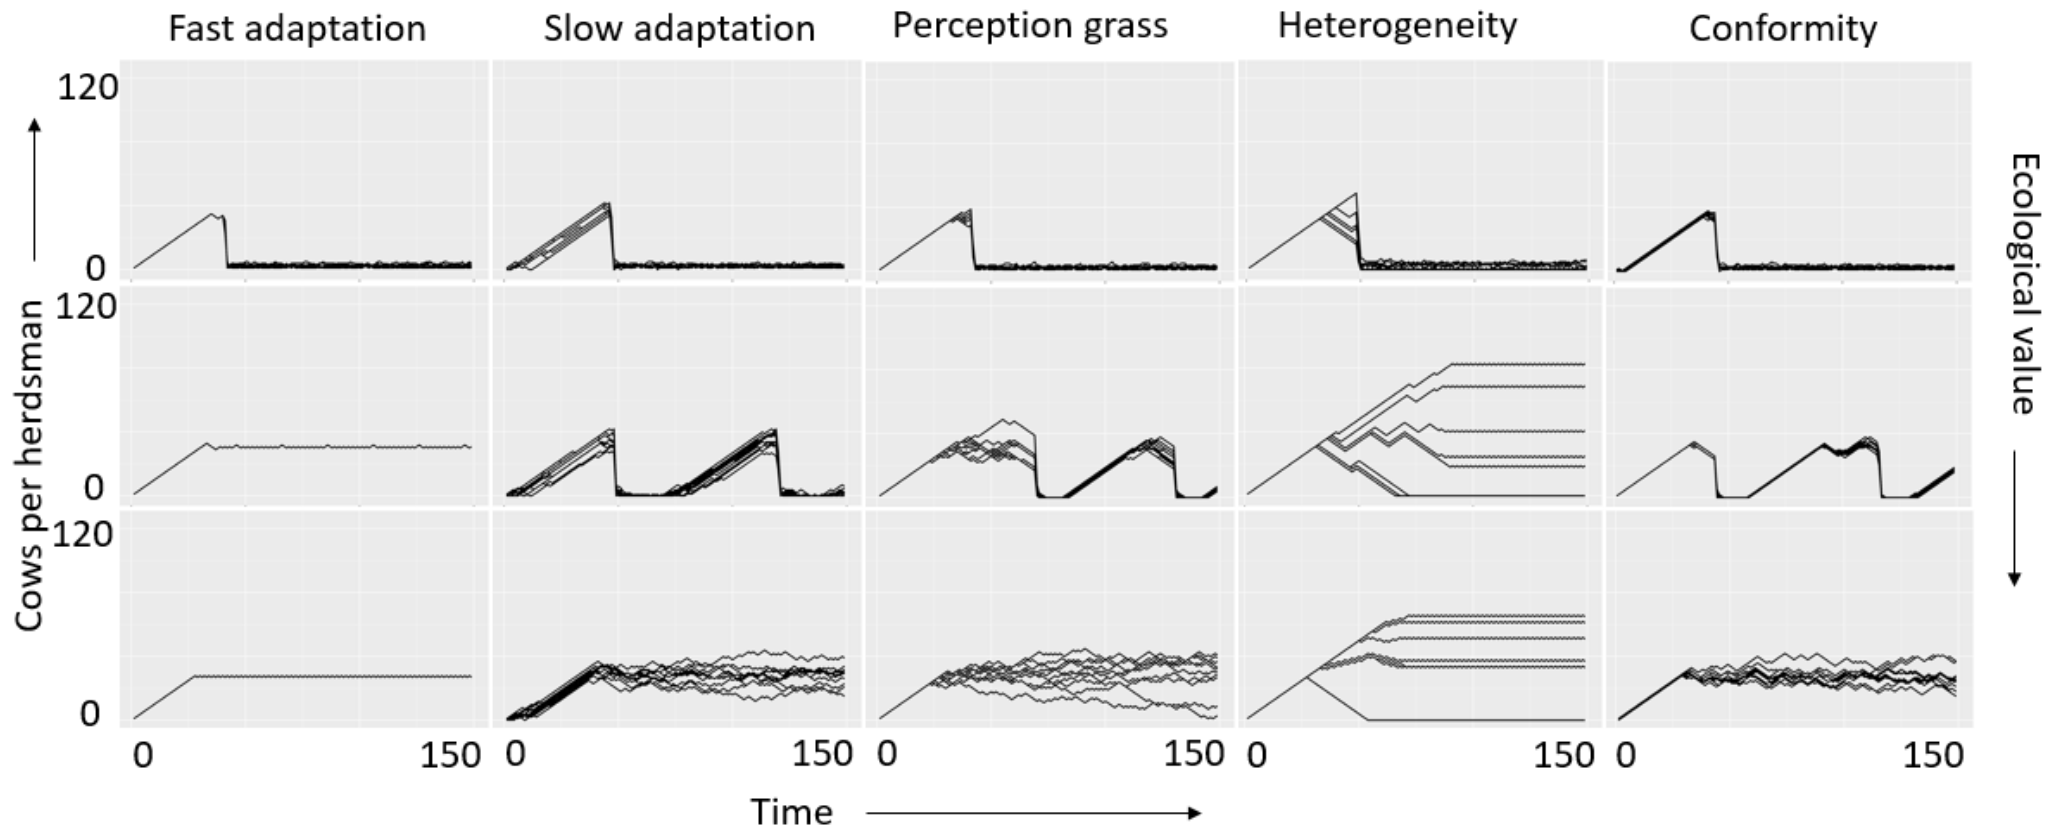 Fast adaptation
Slow adaptation
Perception grass
Heterogeneity
Conformity
120
0
120
0
120
0
Cows per herdsman
Ecological value
0
150
0
150
0
150
0
150
0
150
Time